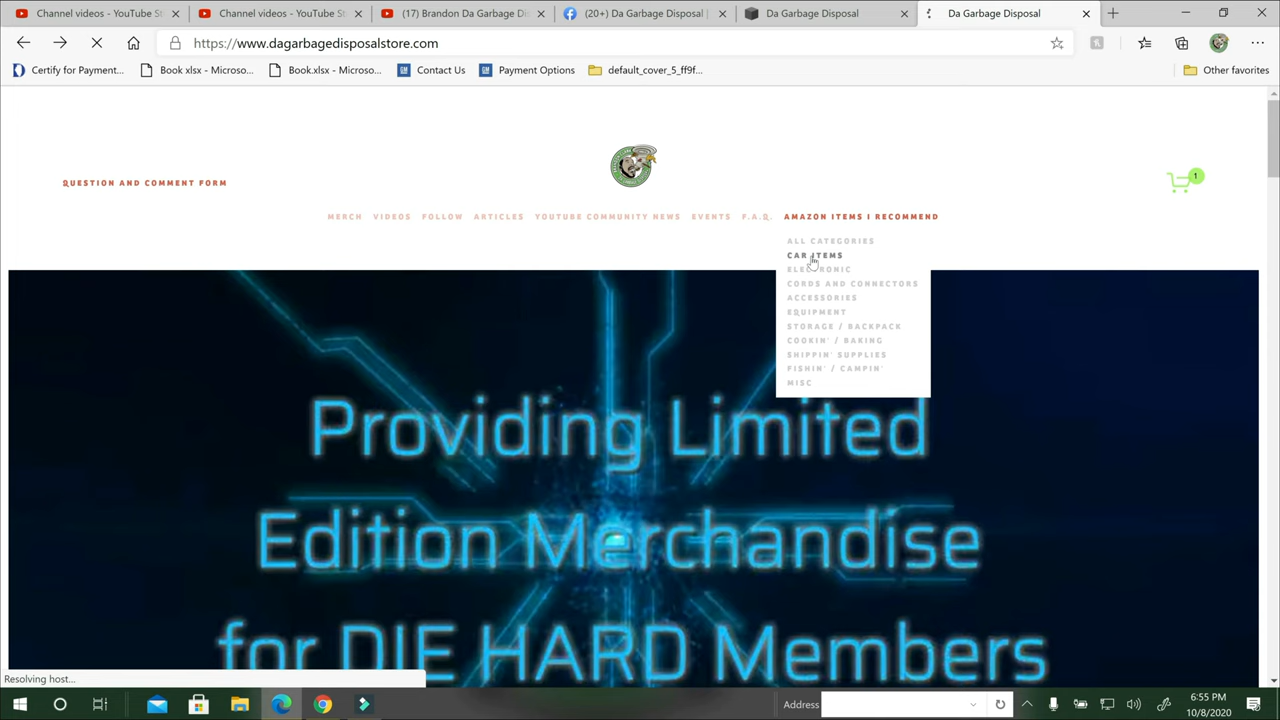 Channel videos - YouTube St
Channel videos - YouTube St
(17) Brandon Da Garbage Di
(20+) Da Garbage Disposal |
Da Garbage Disposal
Da Garbage Disposal
https://www.dagarbagedisposalstore.com
Certify for Payment...
Book xlsx - Microso...
Book.xlsx - Microso...
Contact Us
Payment Options
default_cover_5_ff9f...
Other favorites
QUESTION AND COMMENT FORM
1
MERCH VIDEOS FOLLOW ARTICLES YOUTUBE COMMUNITY NEWS EVENTS F.A.Q. AMAZON ITEMS I RECOMMEND
ALL CATEGORIES
CAR ITEMS
ELECTRONIC
CORDS AND CONNECTORS
ACCESSORIES
EQUIPMENT
STORAGE / BACKPACK
COOKIN' / BAKING
SHIPPIN' SUPPLIES
FISHIN' / CAMPIN'
MISC
Providing Limited
Edition Merchandise
for DIE HARD Members
Resolving host...
Address
6:55 PM
10/8/2020